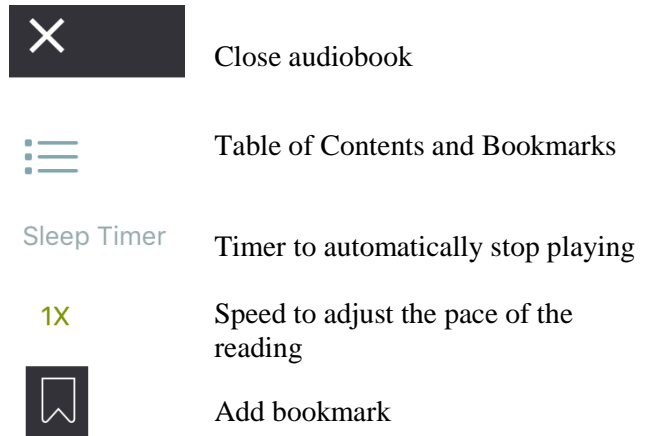 Close audiobook
Table of Contents and Bookmarks
Sleep Timer
Timer to automatically stop playing
1X
Speed to adjust the pace of the
reading
Add bookmark